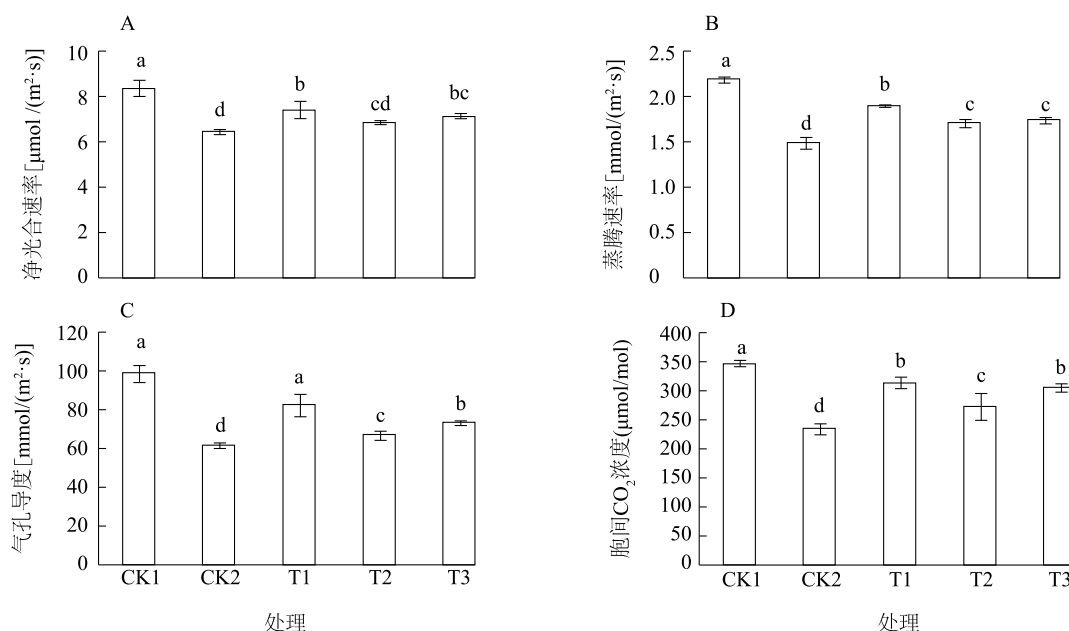 A
净光合速率[μmol /(m²·s)]
10
8
6
4
2
0
a
d
b
cd
bc
B
蒸腾速率[mmol/(m²·s)]
2.5
2.0
1.5
1.0
0.5
0
a
d
b
c
c
C
气孔导度[mmol/(m²·s)]
120
100
80
60
40
20
0
a
d
a
c
b
CK1 CK2 T1 T2 T3
处理
D
胞间CO₂浓度(μmol/mol)
400
350
300
250
200
150
100
50
0
a
d
b
c
b
CK1 CK2 T1 T2 T3
处理